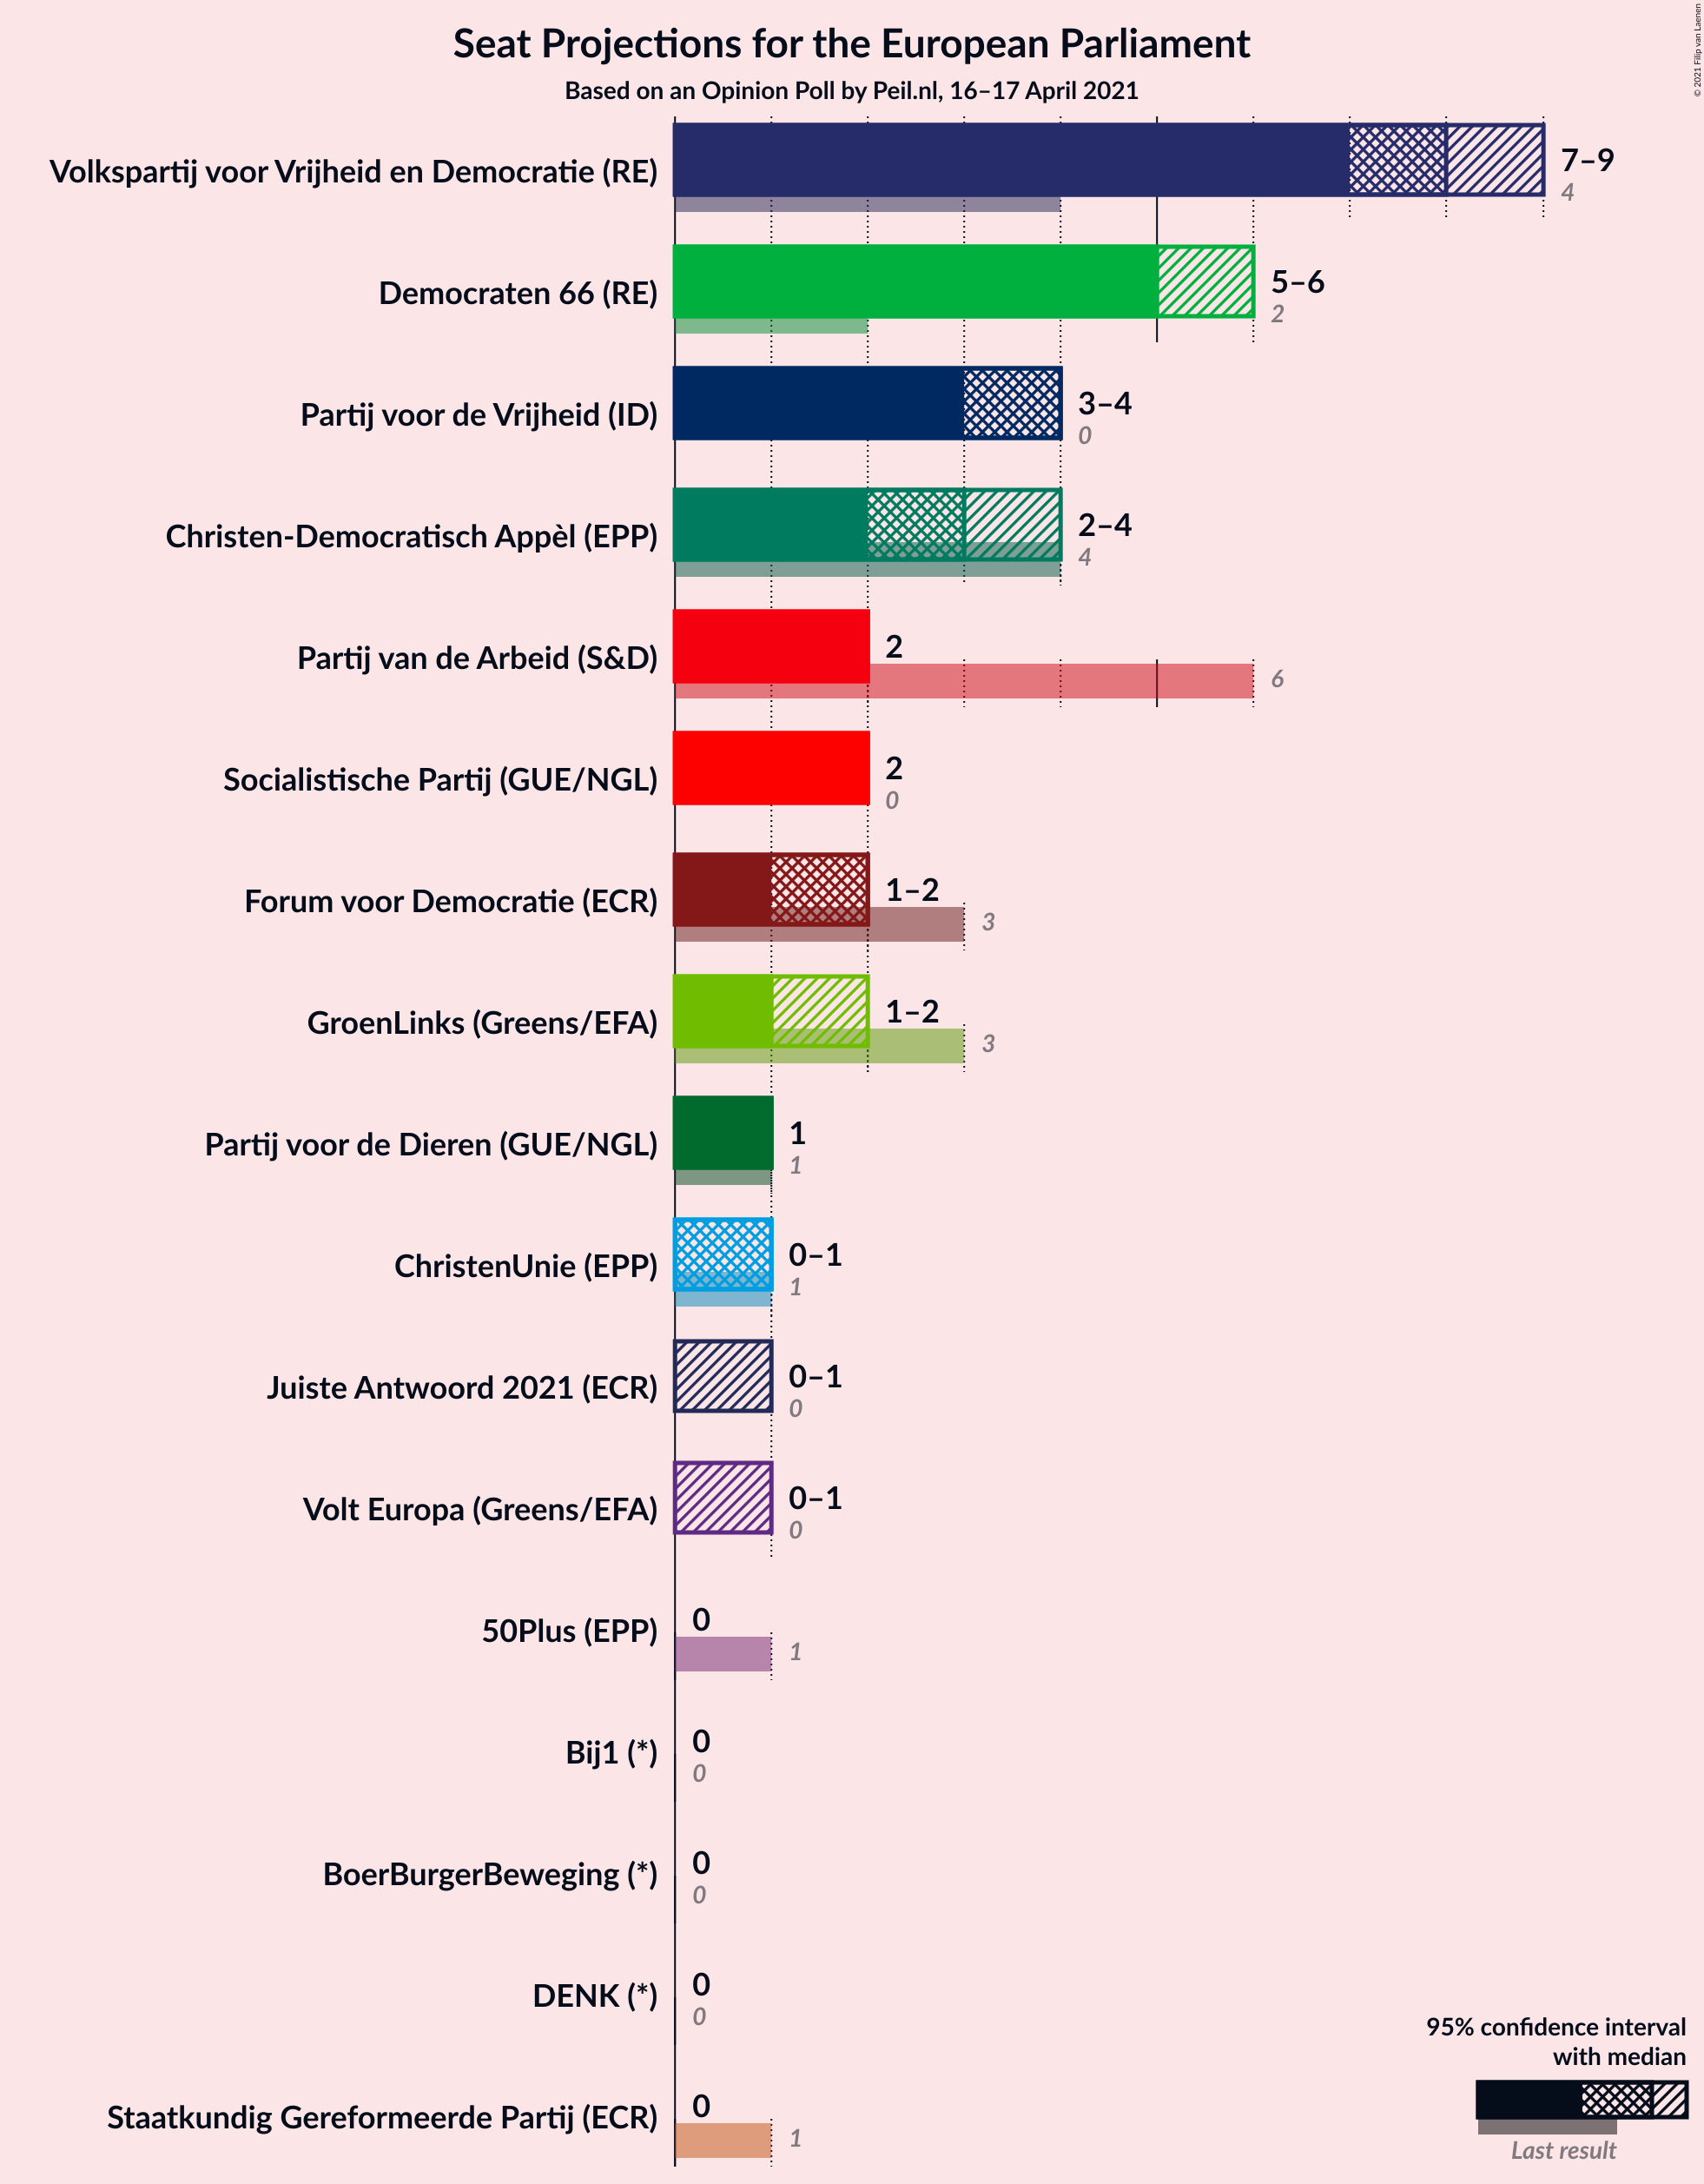 Seat Projections for the European Parliament
Based on an Opinion Poll by Peil.nl, 16–17 April 2021
© 2021 Filip van Laenen
Volkspartij voor Vrijheid en Democratie (RE)
7–9
4
Democraten 66 (RE)
5–6
2
Partij voor de Vrijheid (ID)
3–4
0
Christen-Democratisch Appèl (EPP)
2–4
4
Partij van de Arbeid (S&D)
2
6
Socialistische Partij (GUE/NGL)
2
0
Forum voor Democratie (ECR)
1–2
3
GroenLinks (Greens/EFA)
1–2
3
Partij voor de Dieren (GUE/NGL)
1
1
ChristenUnie (EPP)
0–1
1
Juiste Antwoord 2021 (ECR)
0–1
0
Volt Europa (Greens/EFA)
0–1
0
50Plus (EPP)
0
1
Bij1 (*)
0
0
BoerBurgerBeweging (*)
0
0
DENK (*)
0
0
Staatkundig Gereformeerde Partij (ECR)
0
1
95% confidence interval
with median
Last result